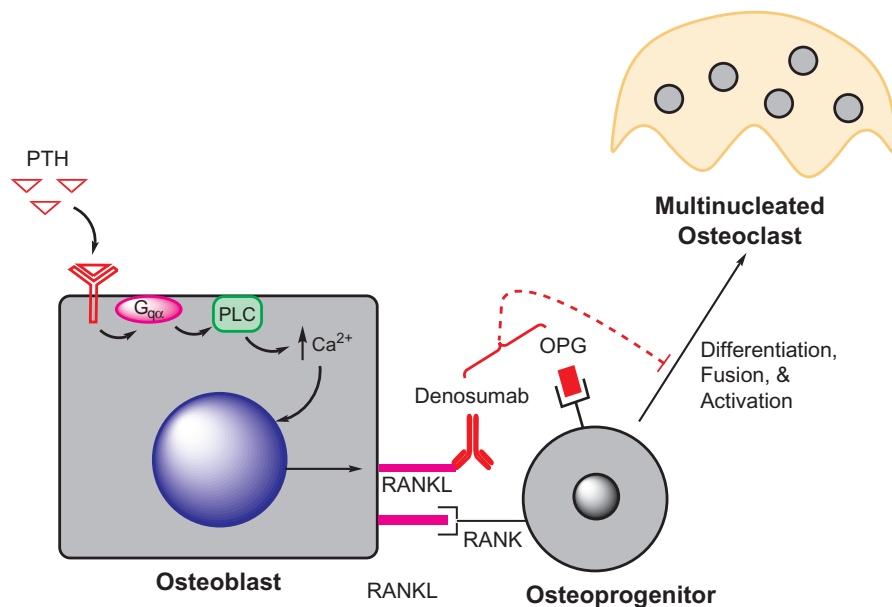 PTH
Multinucleated
Osteoclast
Gqα
PLC
Ca²⁺
OPG
Differentiation,
Fusion, &
Activation
Denosumab
RANKL
RANK
Osteoblast
RANKL
Osteoprogenitor